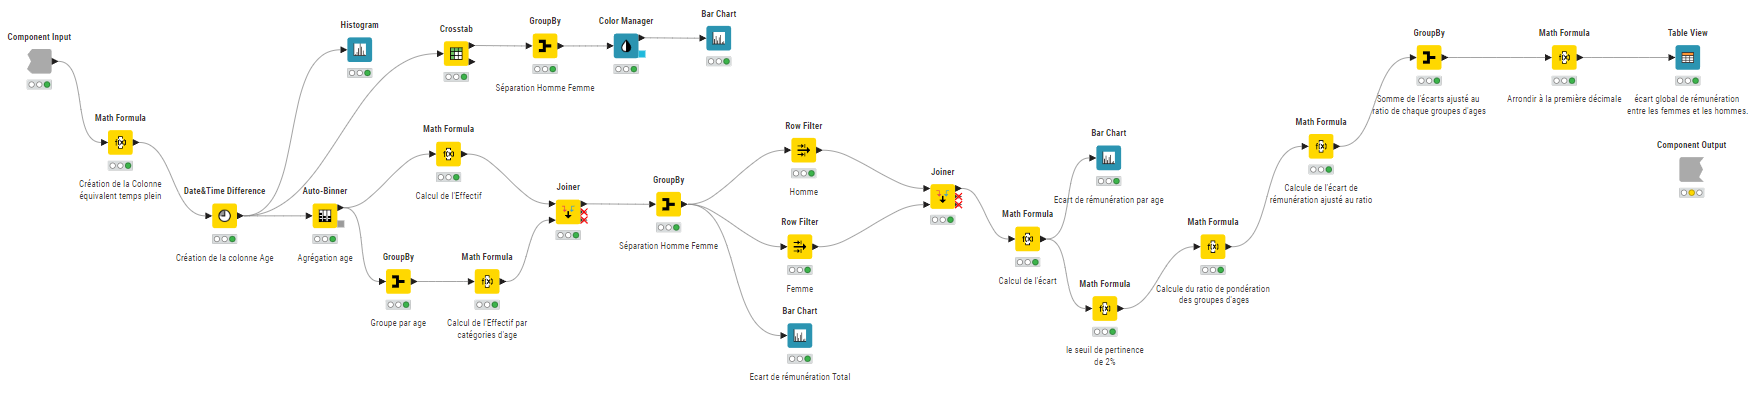 Component Input
Math Formula
Création de la Colonne
équivalent temps plein
Date&Time Difference
Création de la colonne Age
Histogram
Crosstab
GroupBy
Séparation Homme Femme
Color Manager
Bar Chart
Auto-Binner
Agrégation age
Math Formula
Calcul de l'Effectif
GroupBy
Groupe par age
Math Formula
Calcul de l'Effectif par
catégories d'age
Joiner
GroupBy
Séparation Homme Femme
Row Filter
Homme
Row Filter
Femme
Bar Chart
Ecart de rémunération Total
Joiner
Math Formula
Calcul de l'écart
Bar Chart
Ecart de rémunération par age
Math Formula
le seuil de pertinence
de 2%
Math Formula
Calcule du ratio de pondération
des groupes d'ages
Math Formula
Calcule de l'écart de
rémunération ajusté au ratio
GroupBy
Somme de l'écarts ajusté au
ratio de chaque groupes d'ages
Math Formula
Arrondir à la première décimale
Table View
écart global de rémunération
entre les femmes et les hommes.
Component Output